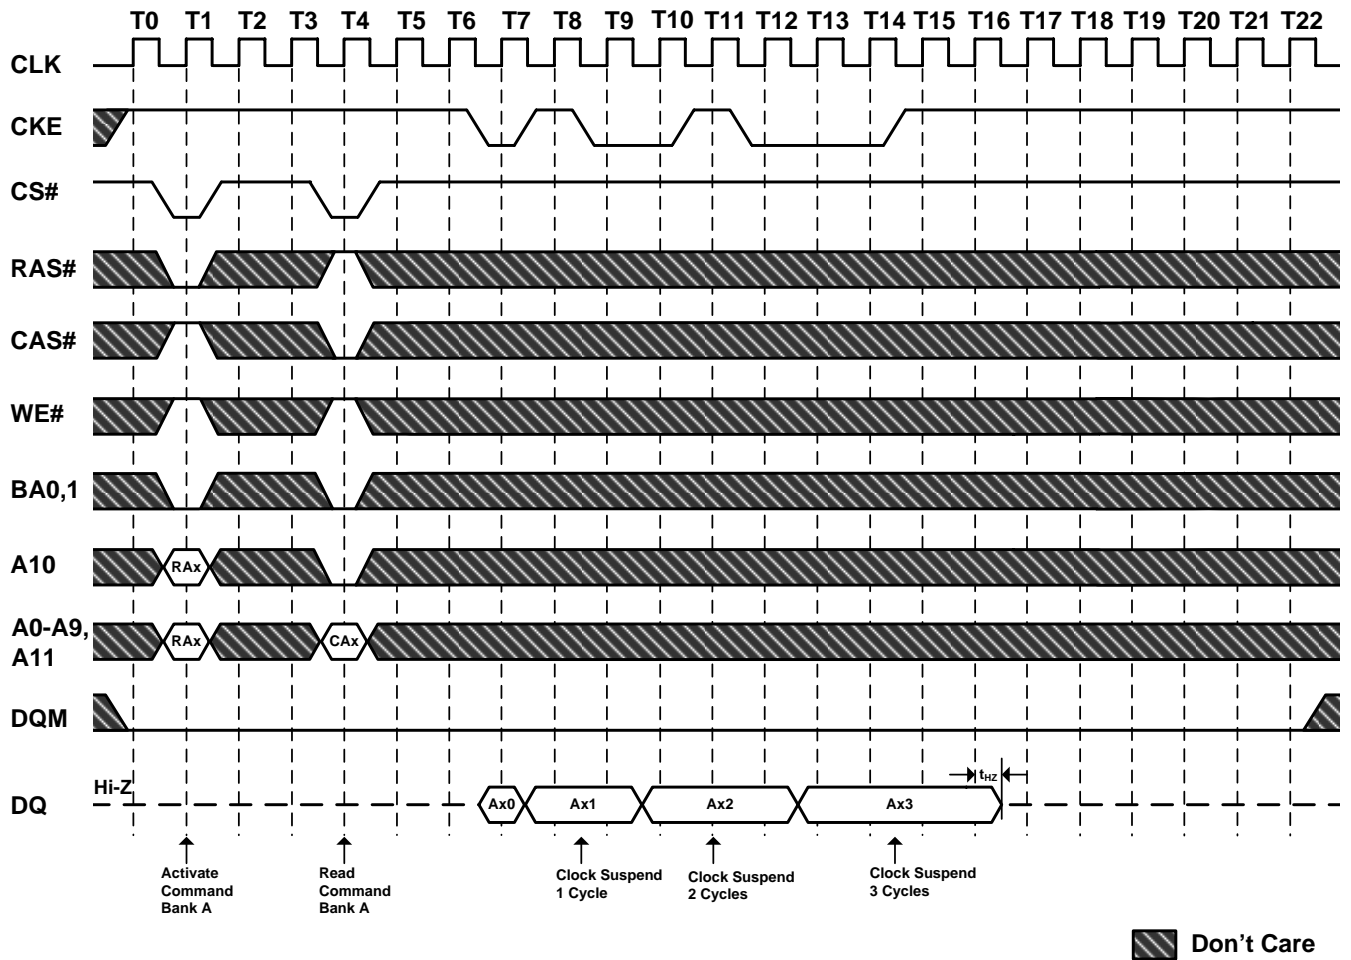 T0 T1 T2 T3 T4 T5 T6 T7 T8 T9 T10 T11 T12 T13 T14 T15 T16 T17 T18 T19 T20 T21 T22
CLK
CKE
CS#
RAS#
CAS#
WE#
BA0,1
A10
RAx
A0-A9,
A11
RAx
CAx
DQM
Hi-Z
tHZ
DQ
Ax0
Ax1
Ax2
Ax3
Activate
Command
Bank A
Read
Command
Bank A
Clock Suspend
1 Cycle
Clock Suspend
2 Cycles
Clock Suspend
3 Cycles
Don't Care